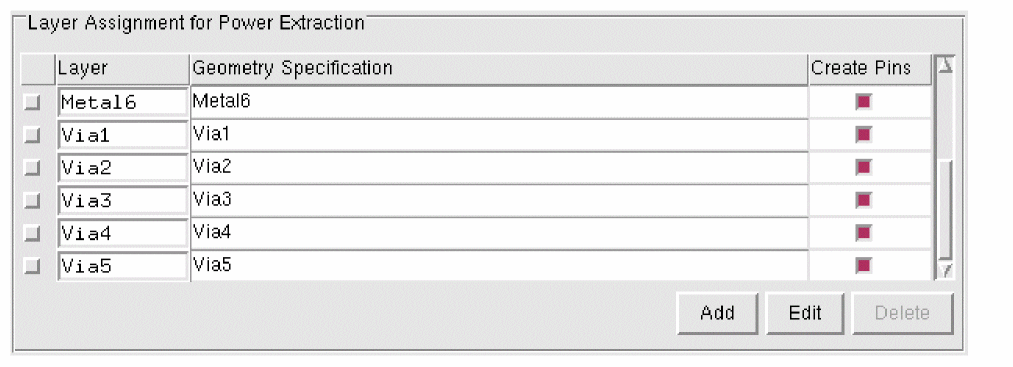 Layer Assignment for Power Extraction
Layer Geometry Specification Create Pins
Metal6 Metal6
Via1 Via1
Via2 Via2
Via3 Via3
Via4 Via4
Via5 Via5
Add Edit Delete